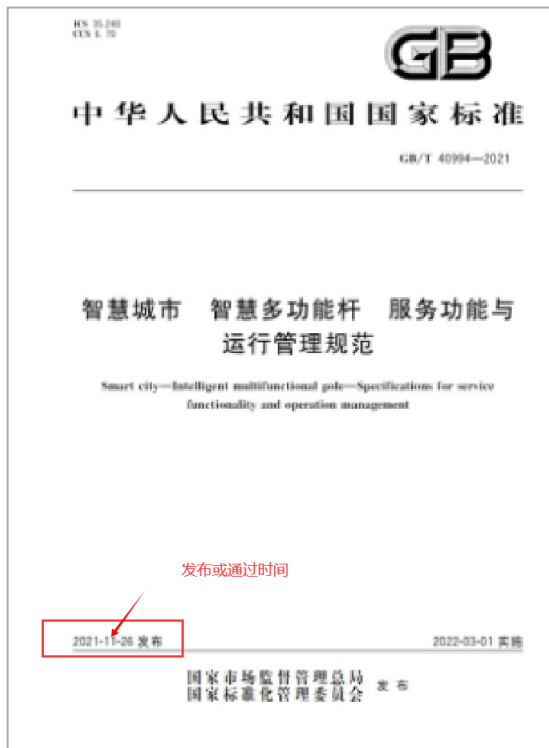 ICS 35.240
CCS L 70
GB
中华人民共和国国家标准
GB/T 40994—2021
智慧城市 智慧多功能杆 服务功能与
运行管理规范
Smart city—Intelligent multifunctional pole—Specifications for service
functionality and operation management
发布或通过时间
2021-11-26 发布
2022-03-01 实施
国家市场监督管理总局
国家标准化管理委员会
发布